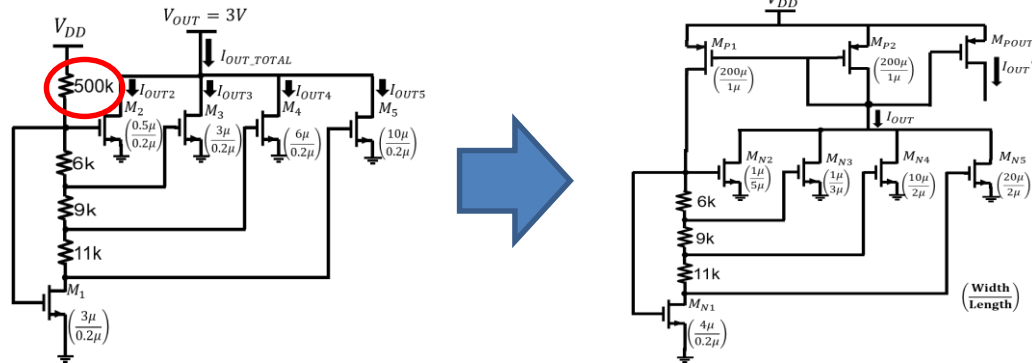 V_DD
V_OUT = 3V
I_OUT_TOTAL
500k
I_OUT2
I_OUT3
I_OUT4
I_OUT5
M_2
(0.5μ/0.2μ)
M_3
(3μ/0.2μ)
M_4
(6μ/0.2μ)
M_5
(10μ/0.2μ)
6k
9k
11k
M_1
(3μ/0.2μ)
V_DD
M_P1
(200μ/1μ)
M_P2
(200μ/1μ)
M_POUT
I_OUT
I_OUT
M_N2
(1μ/5μ)
M_N3
(1μ/3μ)
M_N4
(10μ/2μ)
M_N5
(20μ/2μ)
6k
9k
11k
M_N1
(4μ/0.2μ)
(Width/Length)